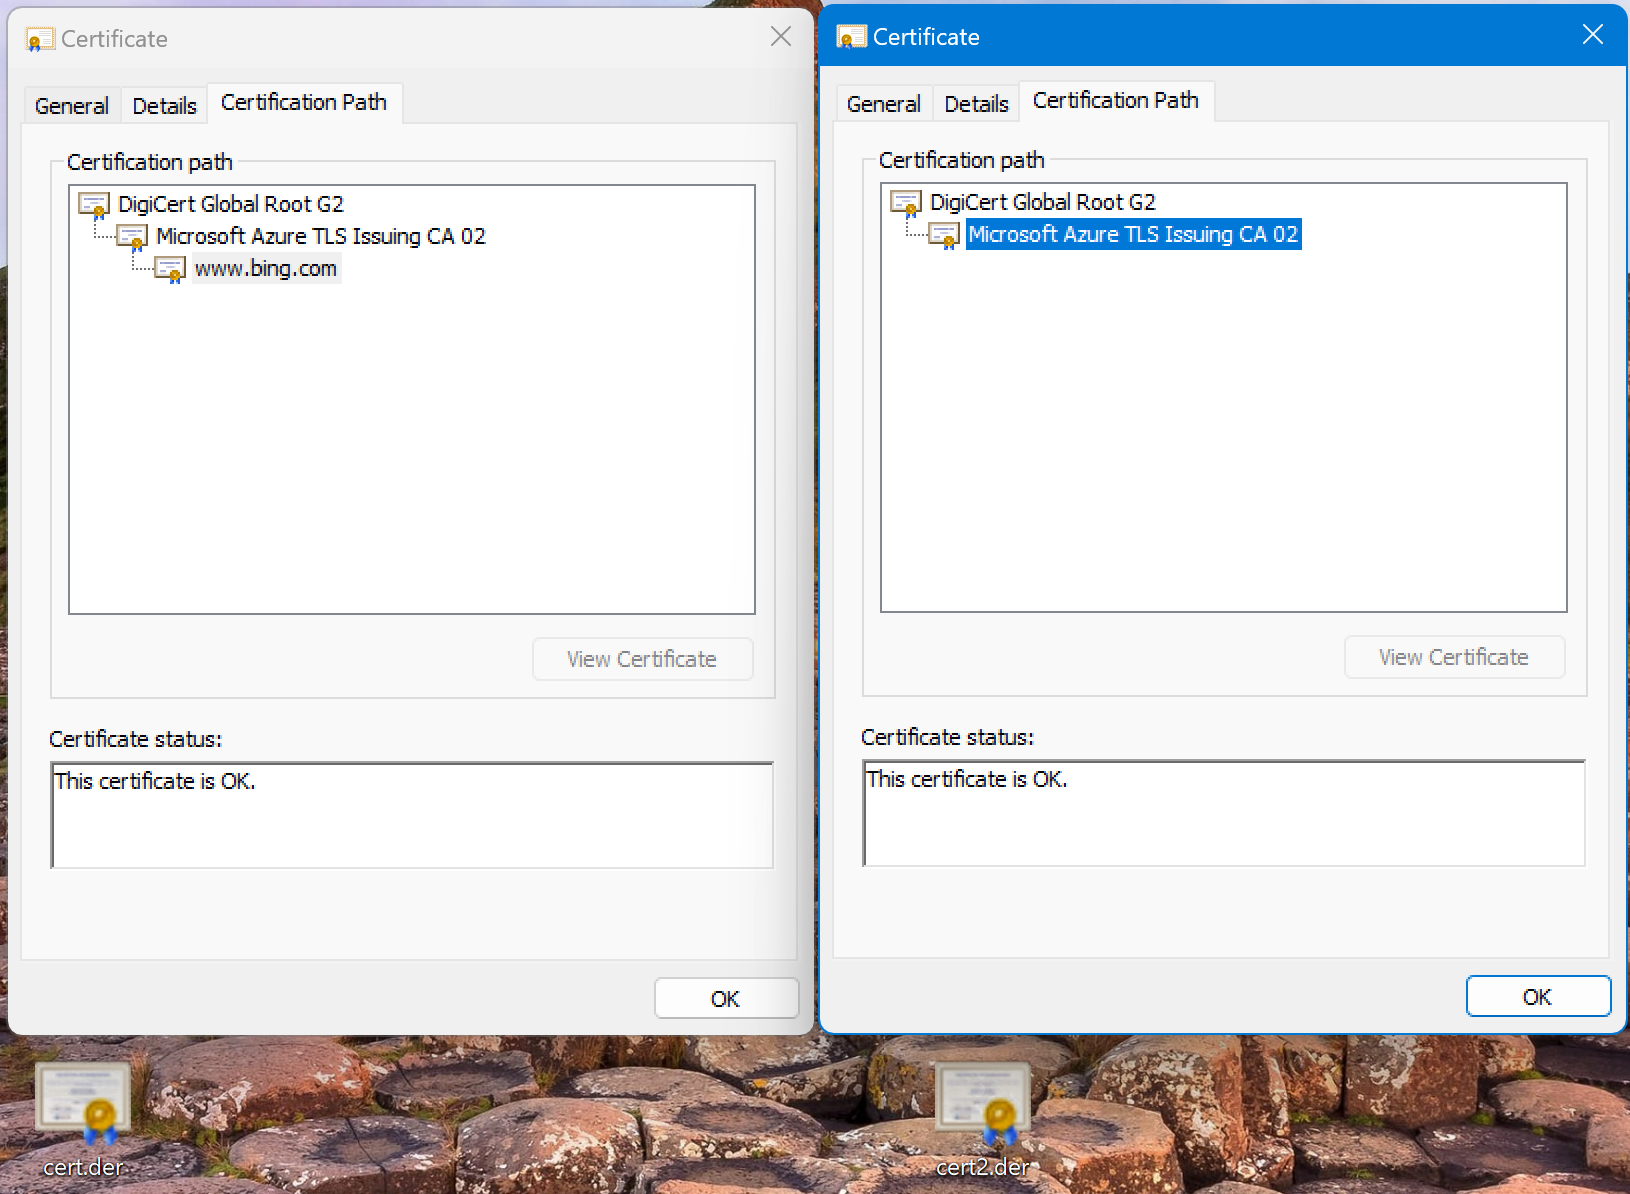 Certificate
General
Details
Certification Path
Certification path
DigiCert Global Root G2
Microsoft Azure TLS Issuing CA 02
www.bing.com
View Certificate
Certificate status:
This certificate is OK.
OK
Certificate
General
Details
Certification Path
Certification path
DigiCert Global Root G2
Microsoft Azure TLS Issuing CA 02
View Certificate
Certificate status:
This certificate is OK.
OK
cert.der
cert2.der